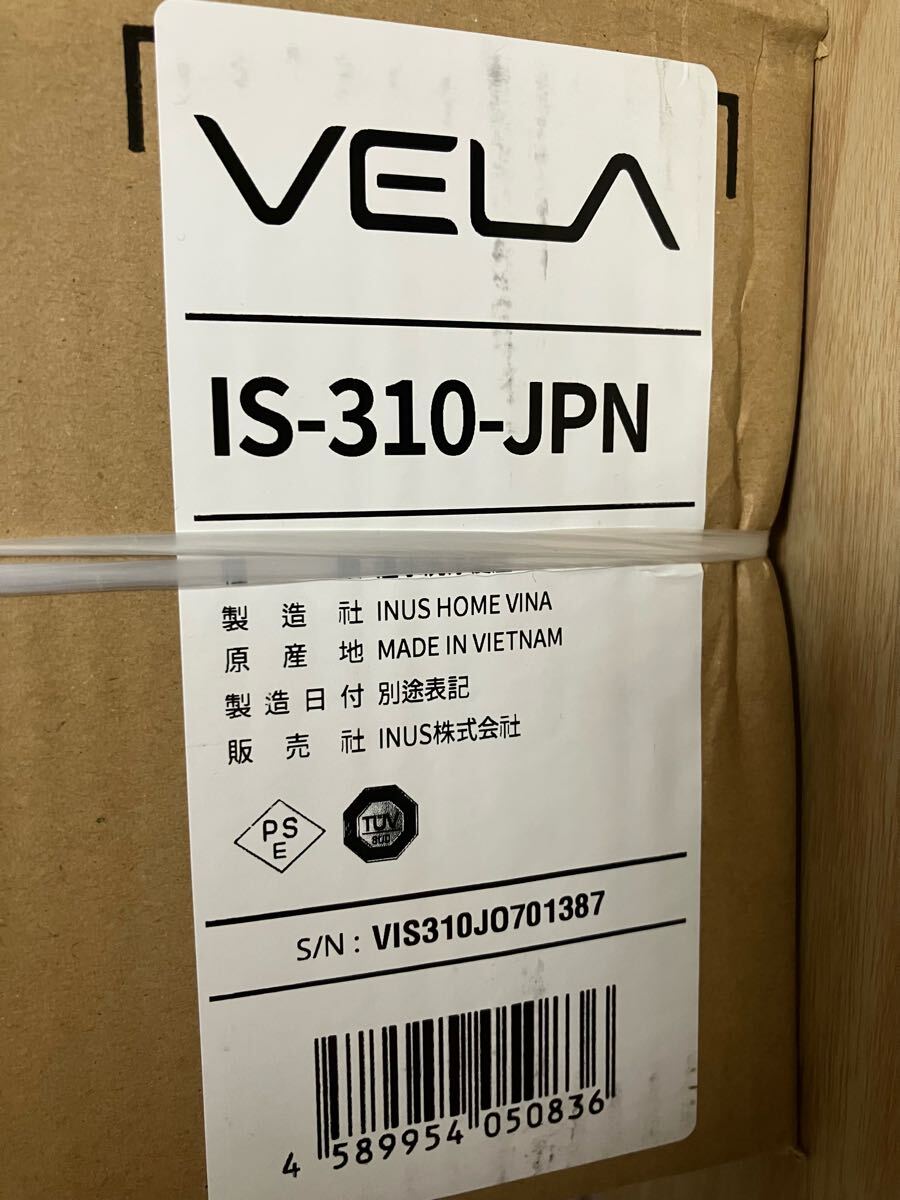 VELA
IS-310-JPN
製造社 INUS HOME VINA
原産地 MADE IN VIETNAM
製造日付 別途表記
販売社 INUS株式会社
PS
E
TÜV
SÜD
S/N : VIS310JO701387
4 589954 050836